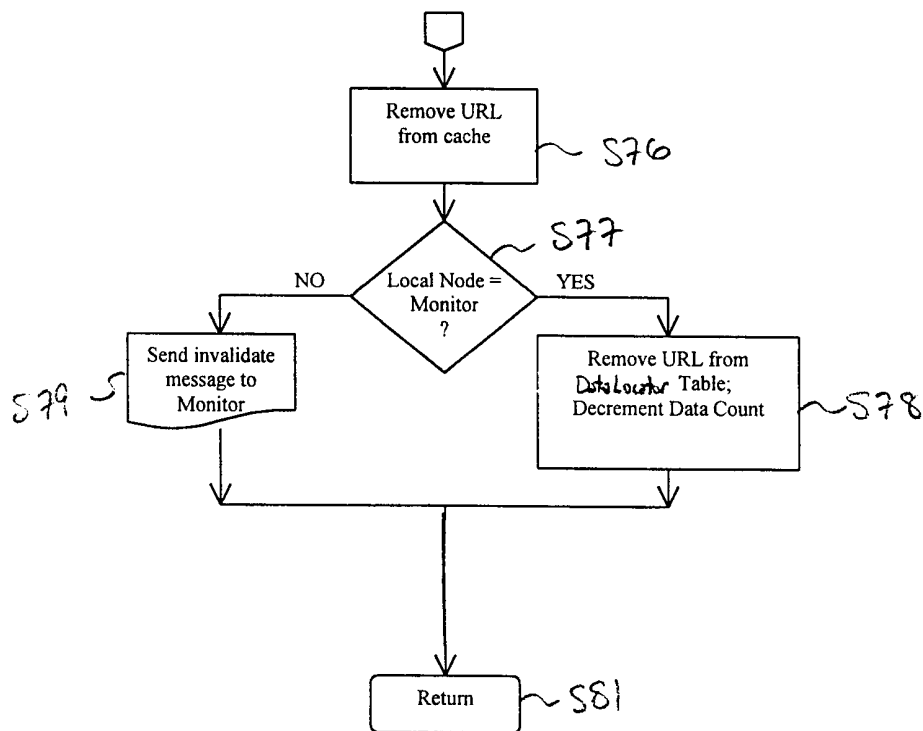 Remove URL
from cache
S76
S77
NO
Local Node =
Monitor
?
YES
Send invalidate
message to
Monitor
S79
Remove URL from
DataLocator Table;
Decrement Data Count
S78
Return
S81